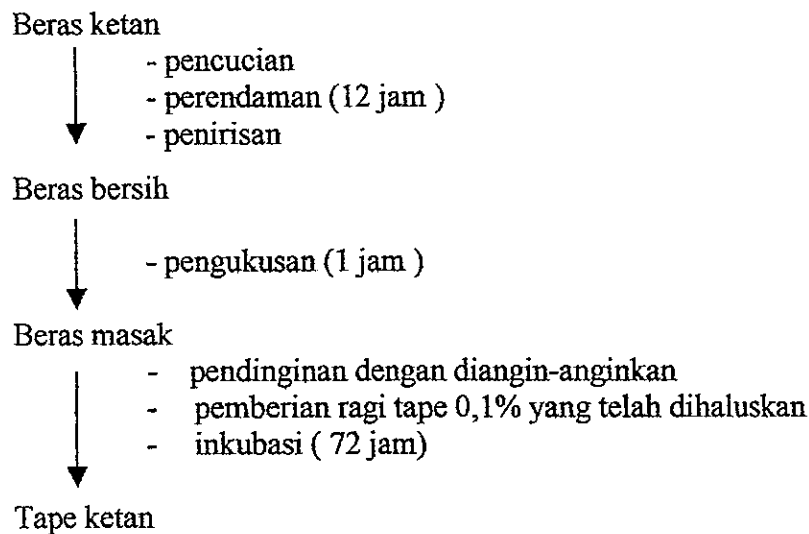 Beras ketan
- pencucian
- perendaman (12 jam )
- penirisan
Beras bersih
- pengukusan (1 jam )
Beras masak
- pendinginan dengan diangin-anginkan
- pemberian ragi tape 0,1% yang telah dihaluskan
- inkubasi ( 72 jam)
Tape ketan